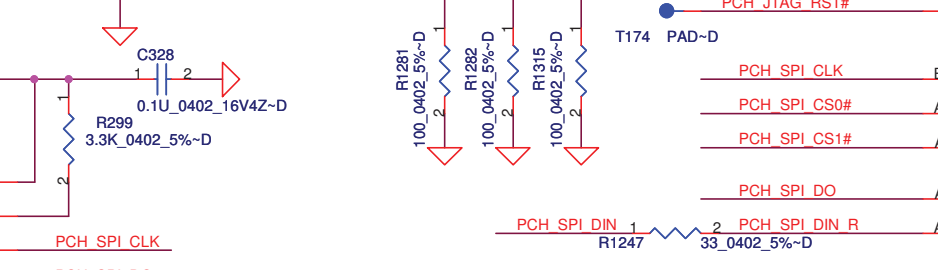 PCH_JTAG_RST#
T174 PAD~D
C328
1 2
0.1U_0402_16V4Z~D
1
R299
3.3K_0402_5%~D
2
PCH_SPI_CLK
1
R1281
100_0402_5%~D
2
1
R1282
100_0402_5%~D
2
1
R1315
100_0402_5%~D
2
PCH_SPI_CLK
PCH_SPI_CS0#
PCH_SPI_CS1#
PCH_SPI_DO
PCH_SPI_DIN 1 2 PCH_SPI_DIN_R
R1247 33_0402_5%~D